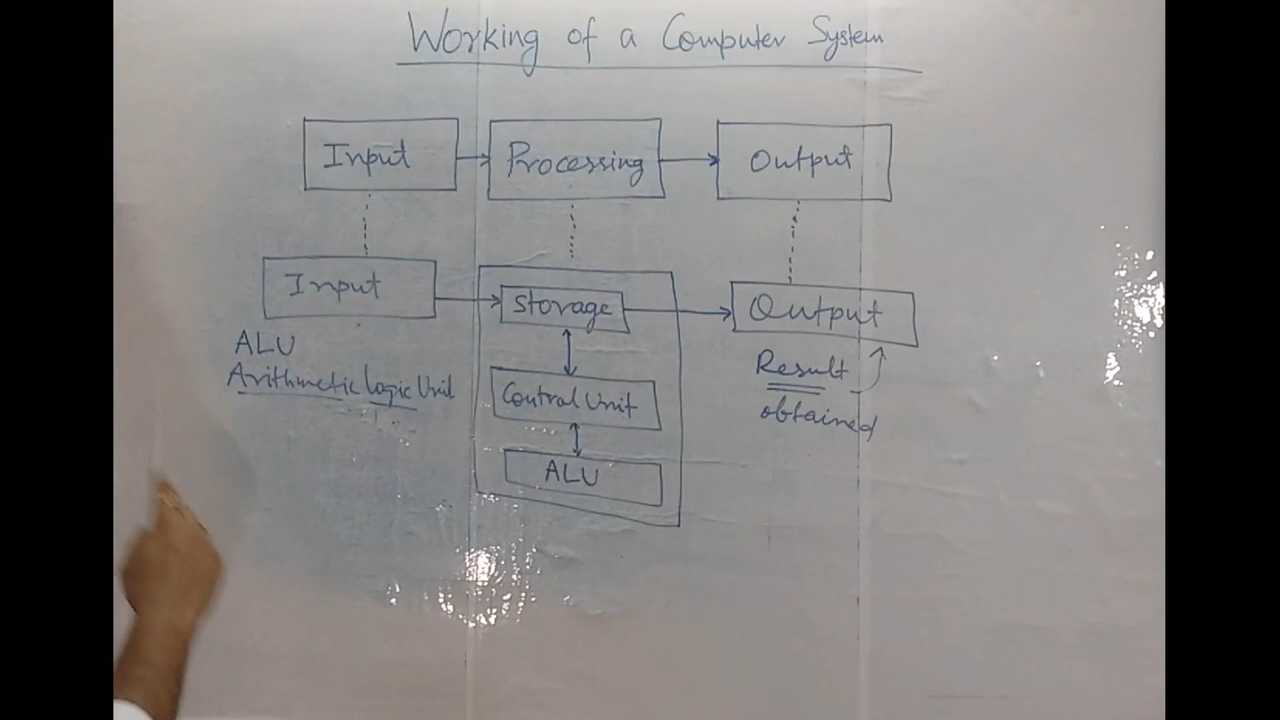 Working of a Computer System
Input
Processing
Output
Input
Storage
Output
ALU
Arithmetic Logic Unit
Control Unit
ALU
Result
obtained